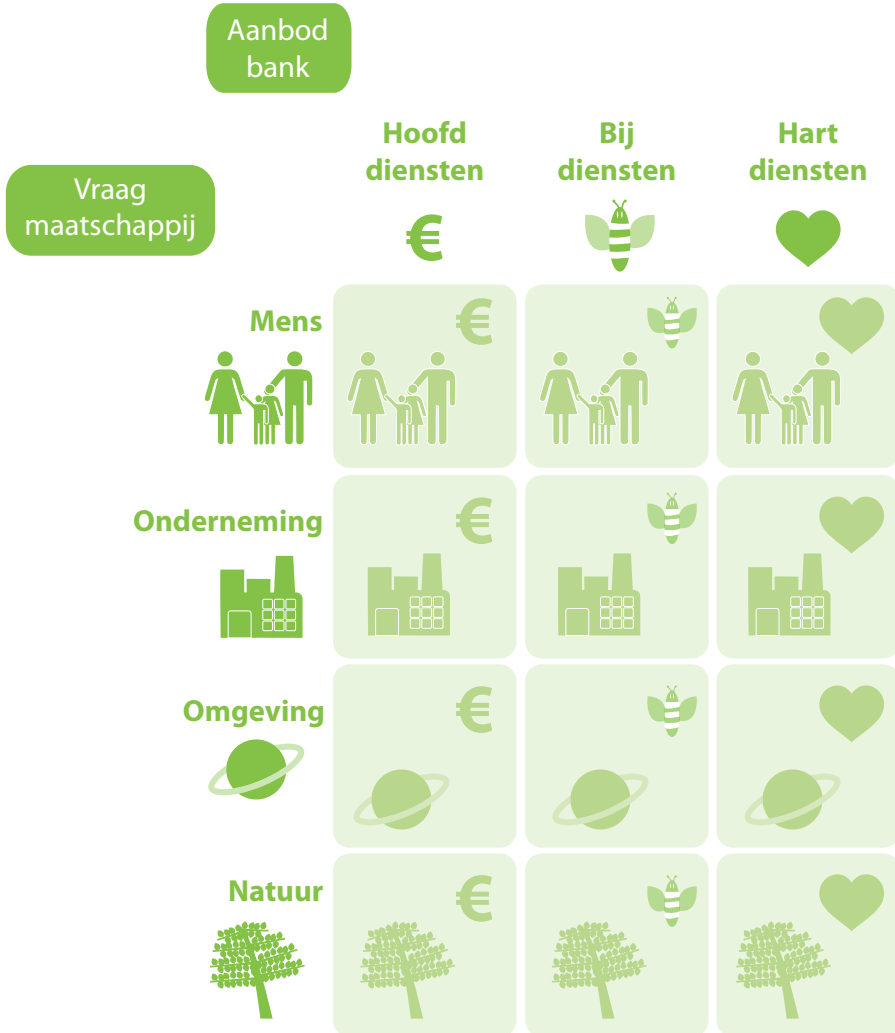 Aanbod
bank
Hoofd
diensten
Bij
diensten
Hart
diensten
Vraag
maatschappij
€
Mens
€
Onderneming
€
Omgeving
€
Natuur
€